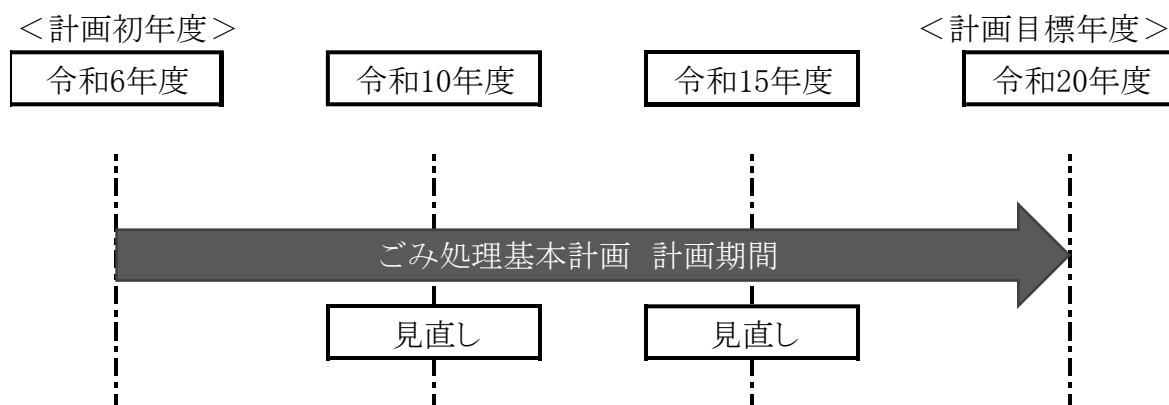 ＜計画初年度＞ ＜計画目標年度＞
令和6年度 令和10年度 令和15年度 令和20年度
ごみ処理基本計画 計画期間
見直し 見直し